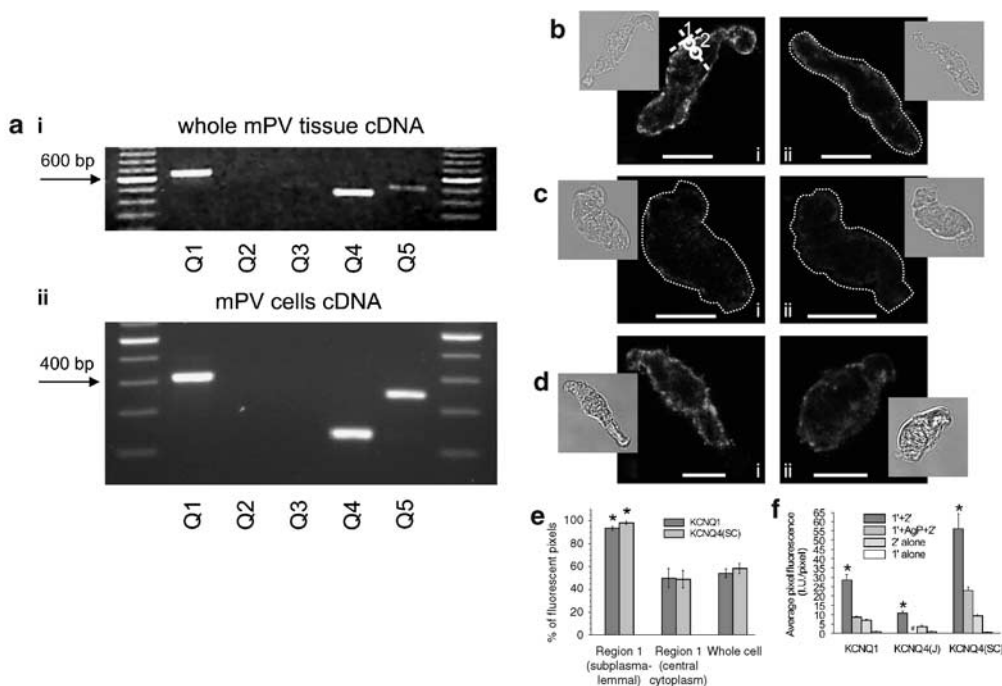 a
i
whole mPV tissue cDNA
600 bp
Q1 Q2 Q3 Q4 Q5
ii
mPV cells cDNA
400 bp
Q1 Q2 Q3 Q4 Q5
b
1
2
i
ii
c
i
ii
d
i
ii
e
% of fluorescent pixels
100
80
60
40
20
0
* *
KCNQ1
KCNQ4(SC)
Region 1 (subplasma-lemmal)
Region 1 (central cytoplasm)
Whole cell
f
Average pixel fluorescence
(I.U./pixel)
65
60
55
50
45
40
35
30
25
20
15
10
5
0
1'+2'
1'+AgP+2'
2' alone
1' alone
*
*
*
KCNQ1 KCNQ4(J) KCNQ4(SC)